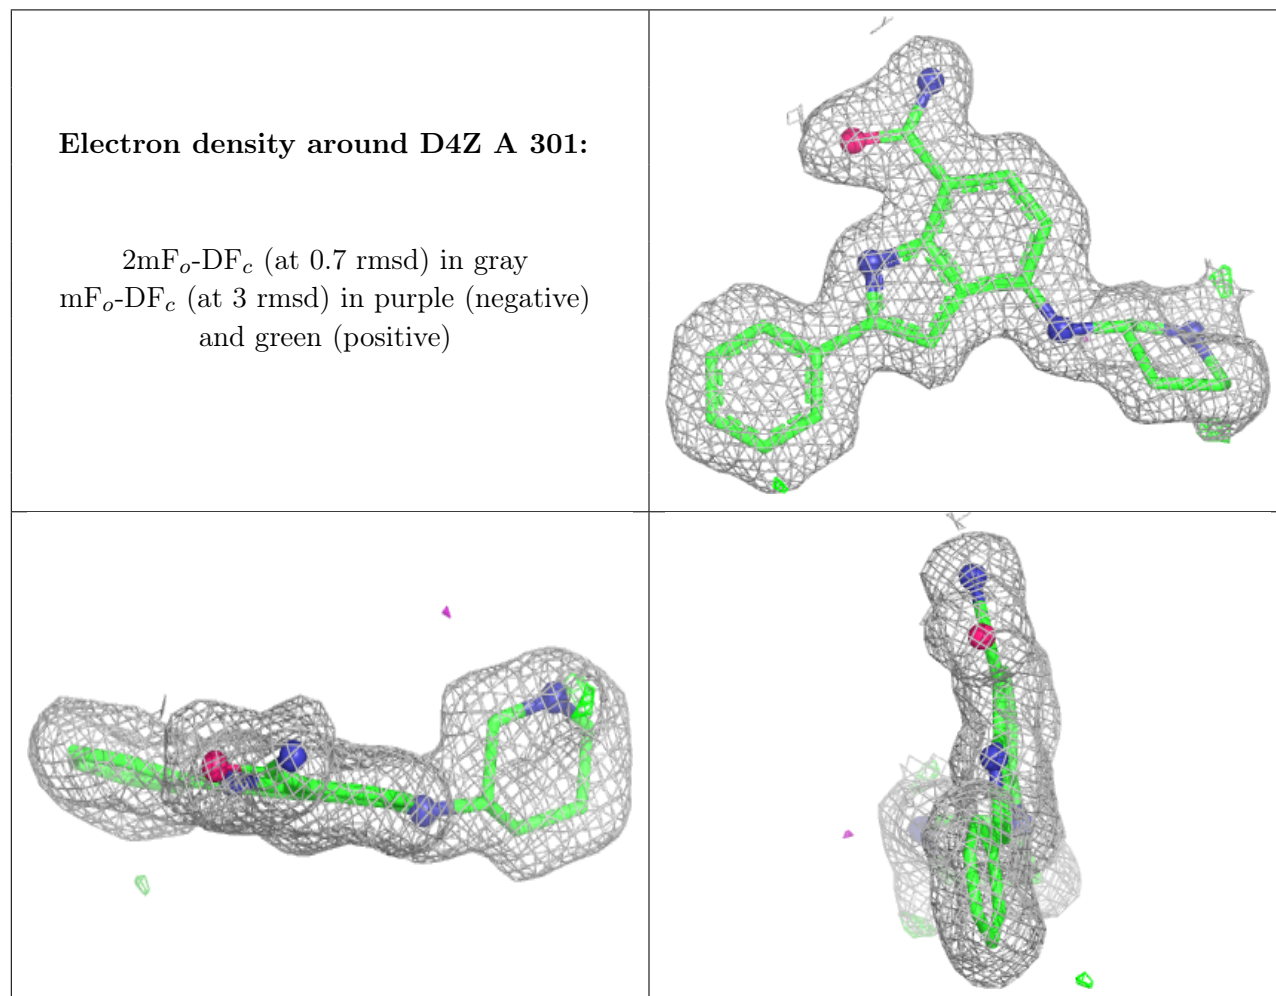 Electron density around D4Z A 301:
2mFo-DFc (at 0.7 rmsd) in gray
mFo-DFc (at 3 rmsd) in purple (negative)
and green (positive)